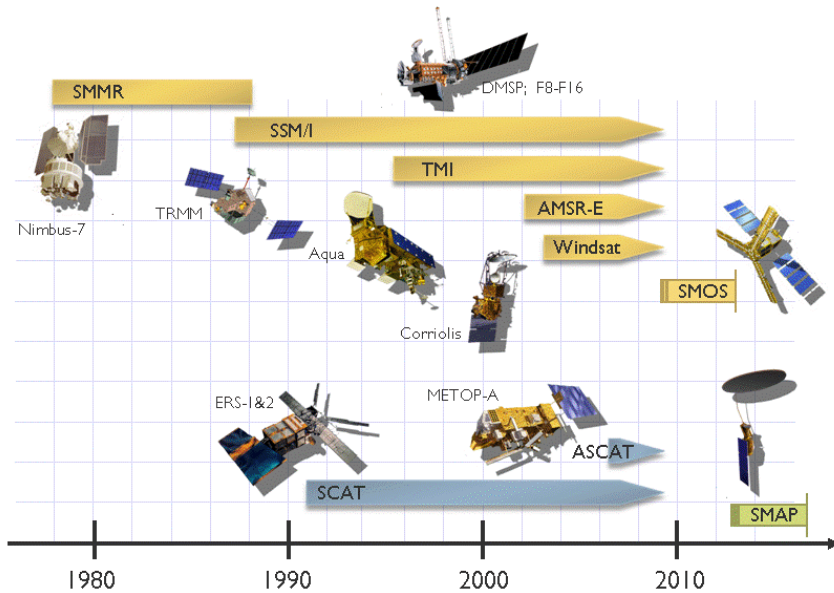 SMMR
DMSP; F8-F16
SSM/I
TMI
TRMM
AMSR-E
Nimbus-7
Aqua
Windsat
SMOS
Corriolis
ERS-1&2
METOP-A
ASCAT
SCAT
SMAP
1980 1990 2000 2010